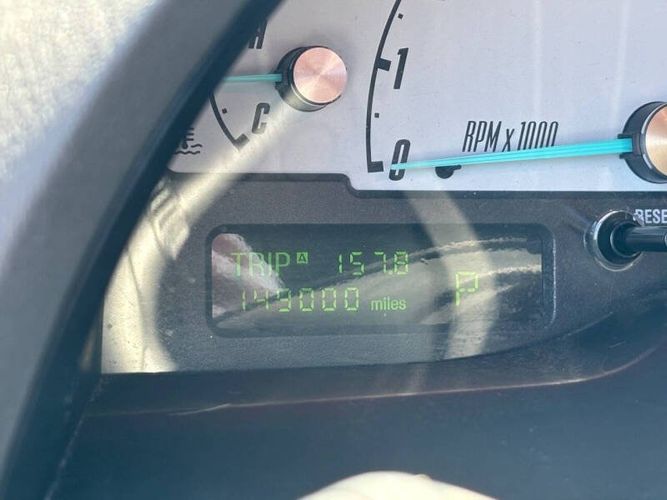 H
C
1
0
RPM x 1000
RESE
TRIP A 157.8
149000 miles
P